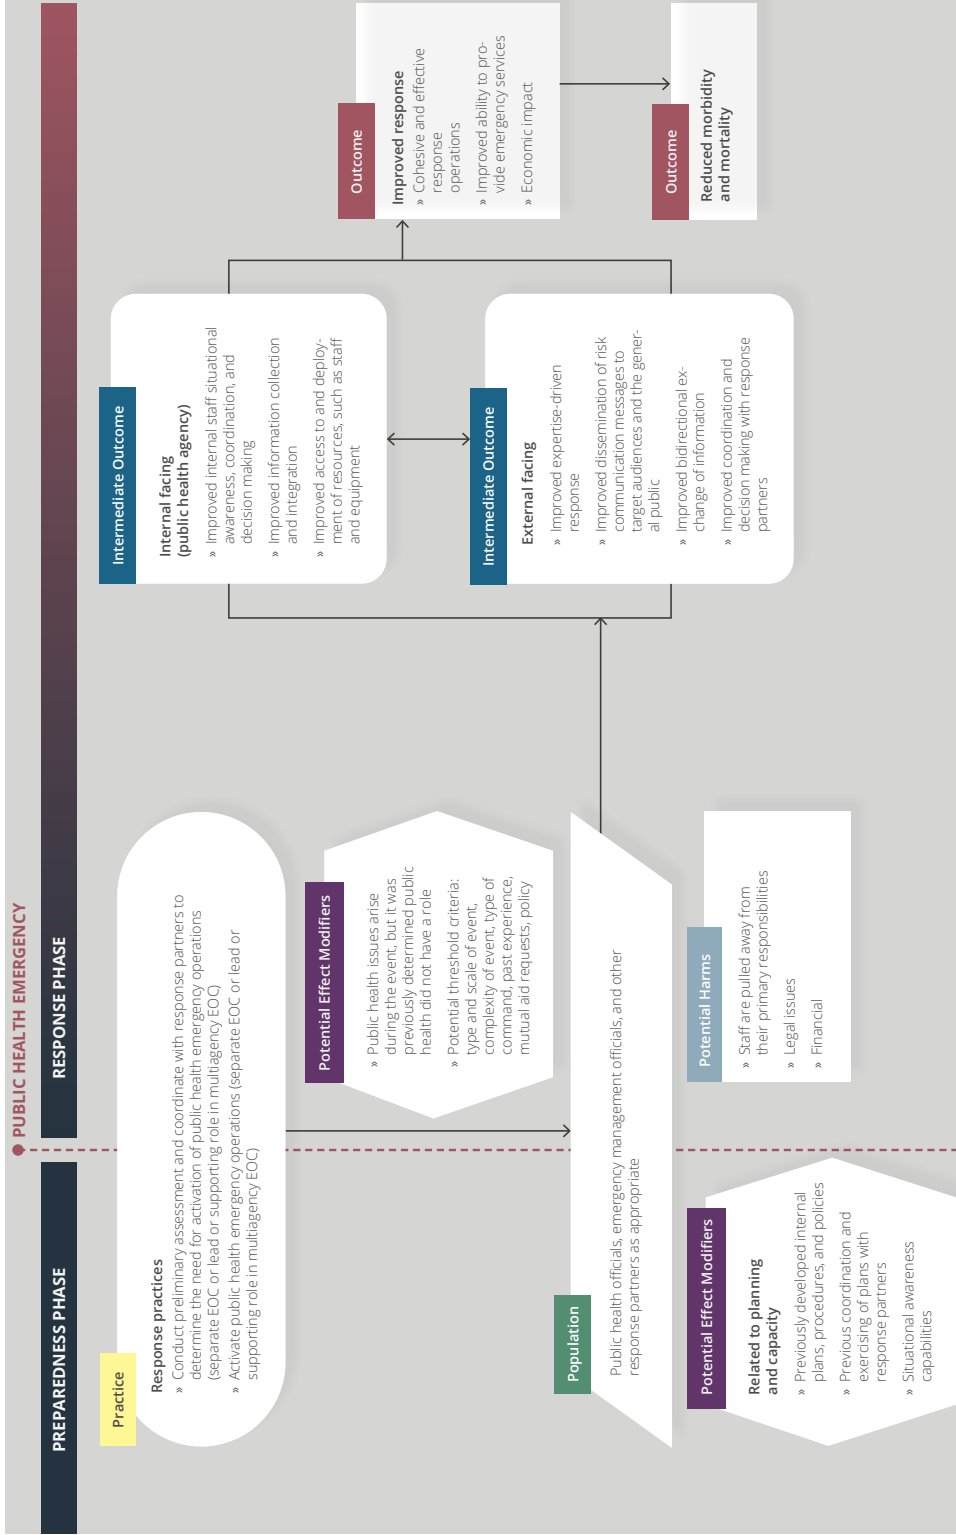 PUBLIC HEALTH EMERGENCY
PREPAREDNESS PHASE
RESPONSE PHASE
Practice
Response practices
» Conduct preliminary assessment and coordinate with response partners to
determine the need for activation of public health emergency operations
(separate EOC or lead or supporting role in multiagency EOC)
» Activate public health emergency operations (separate EOC or lead or
supporting role in multiagency EOC)
Potential Effect Modifiers
» Public health issues arise
during the event, but it was
previously determined public
health did not have a role
» Potential threshold criteria:
type and scale of event,
complexity of event, type of
command, past experience,
mutual aid requests, policy
Population
Public health officials, emergency management officials, and other
response partners as appropriate
Potential Effect Modifiers
Related to planning
and capacity
» Previously developed internal
plans, procedures, and policies
» Previous coordination and
exercising of plans with
response partners
» Situational awareness
capabilities
Potential Harms
» Staff are pulled away from
their primary responsibilities
» Legal issues
» Financial
Intermediate Outcome
Internal facing
(public health agency)
» Improved internal staff situational
awareness, coordination, and
decision making
» Improved information collection
and integration
» Improved access to and deploy-
ment of resources, such as staff
and equipment
Intermediate Outcome
External facing
» Improved expertise-driven
response
» Improved dissemination of risk
communication messages to
target audiences and the gener-
al public
» Improved bidirectional ex-
change of information
» Improved coordination and
decision making with response
partners
Outcome
Improved response
» Cohesive and effective
response
operations
» Improved ability to pro-
vide emergency services
» Economic impact
Outcome
Reduced morbidity
and mortality